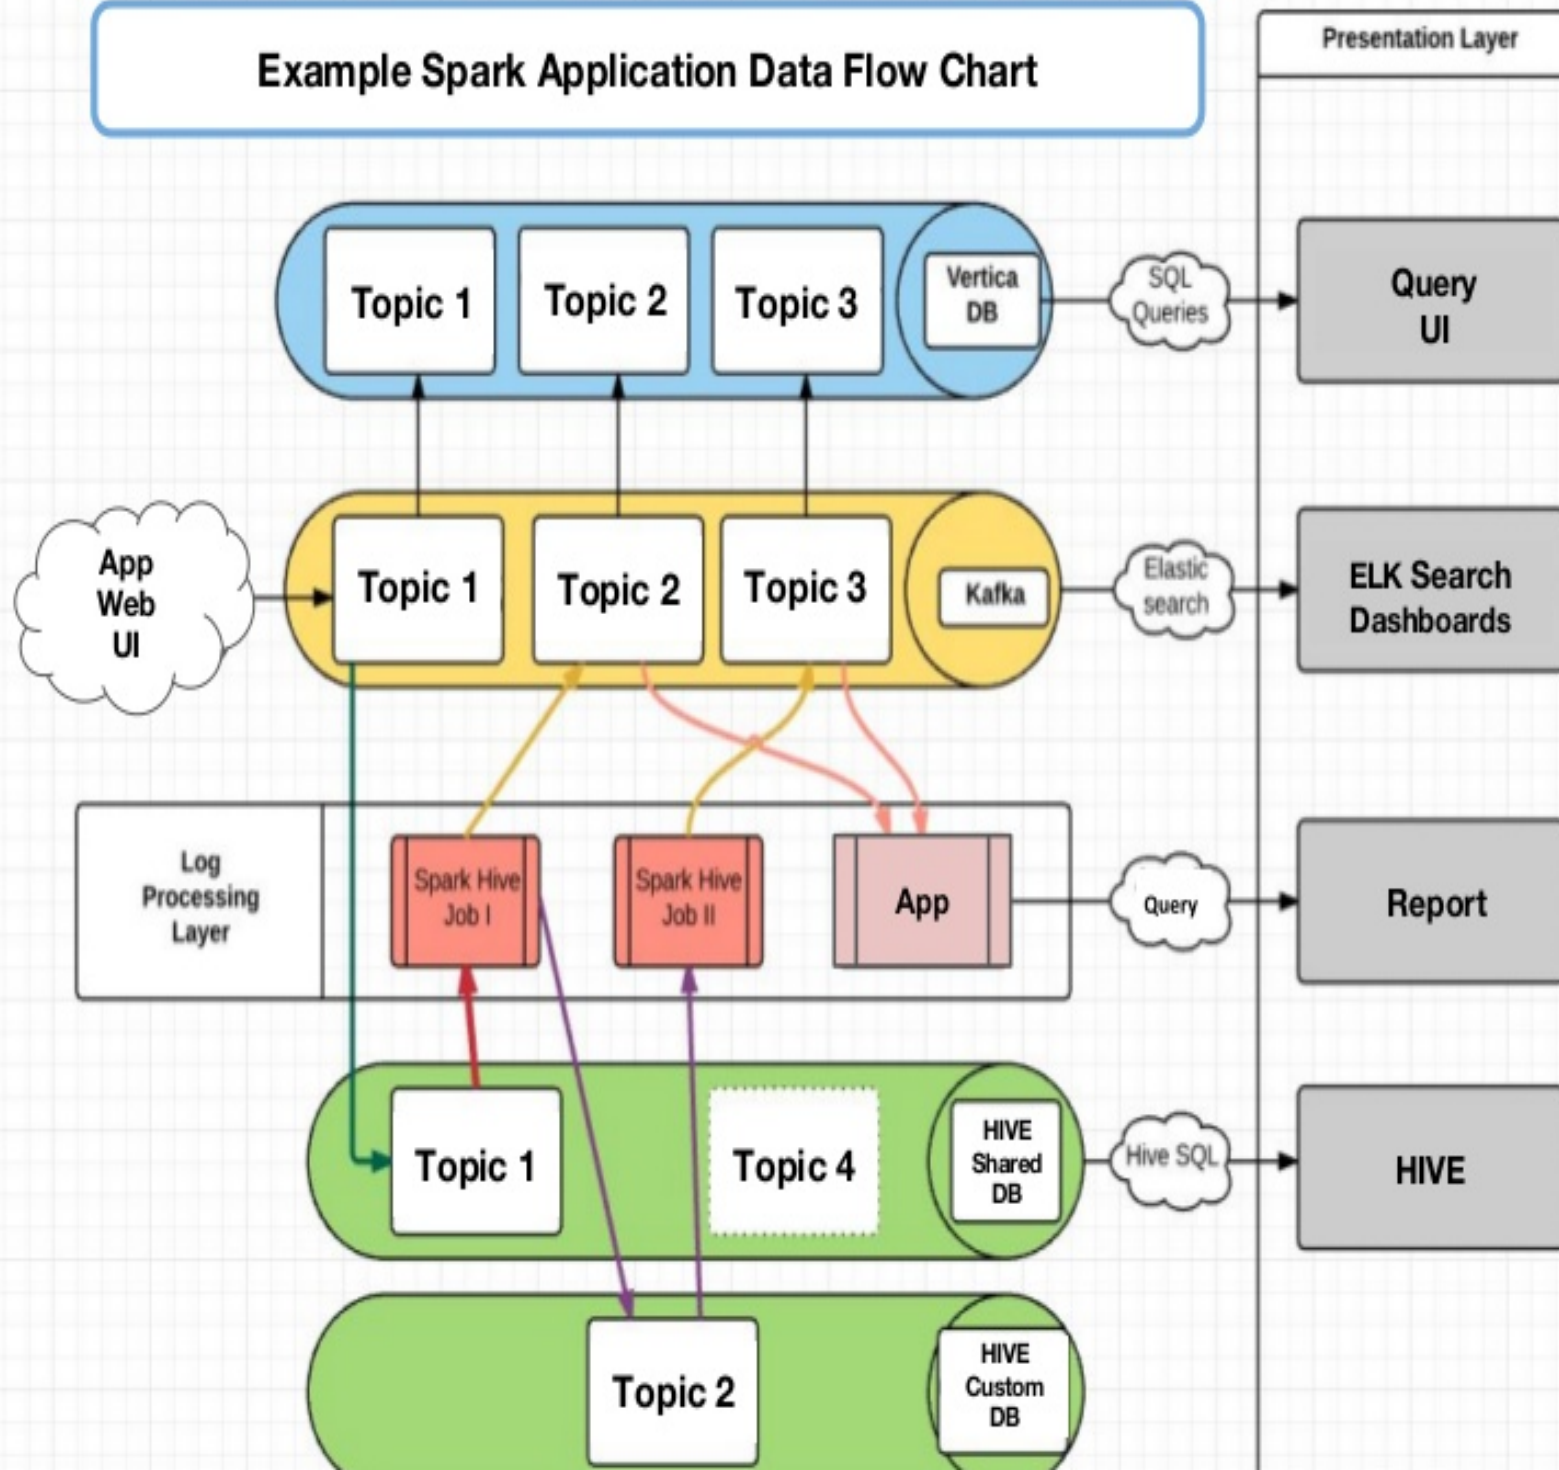 Example Spark Application Data Flow Chart
Presentation Layer
Topic 1
Topic 2
Topic 3
Vertica
DB
SQL
Queries
Query
UI
App
Web
UI
Topic 1
Topic 2
Topic 3
Kafka
Elastic
search
ELK Search
Dashboards
Log
Processing
Layer
Spark Hive
Job I
Spark Hive
Job II
App
Query
Report
Topic 1
Topic 4
HIVE
Shared
DB
Hive SQL
HIVE
Topic 2
HIVE
Custom
DB